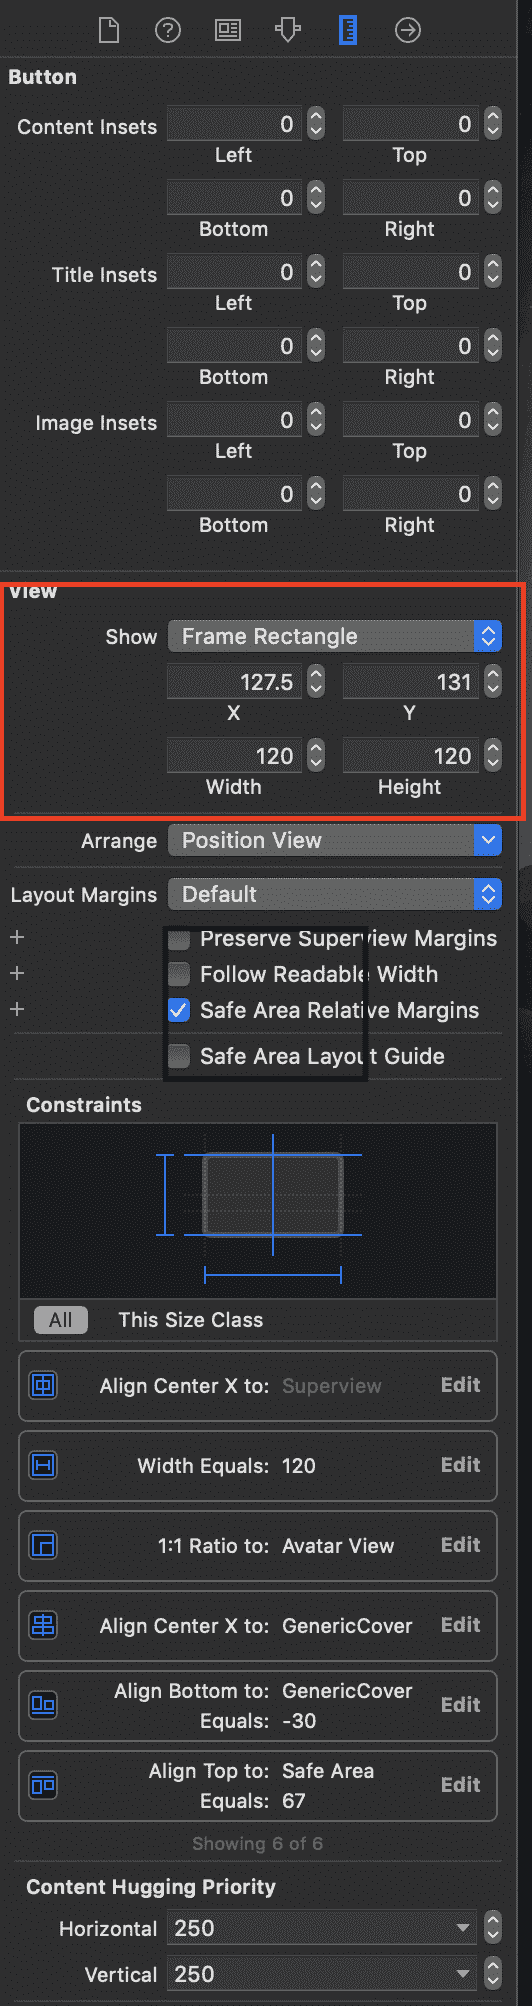 Button
Content Insets 0 0
Left Top
0 0
Bottom Right
Title Insets 0 0
Left Top
0 0
Bottom Right
Image Insets 0 0
Left Top
0 0
Bottom Right
View
Show Frame Rectangle
127.5 131
X Y
120 120
Width Height
Arrange Position View
Layout Margins Default
+ Preserve Superview Margins
+ Follow Readable Width
+ Safe Area Relative Margins
Safe Area Layout Guide
Constraints
All This Size Class
Align Center X to: Superview Edit
Width Equals: 120 Edit
1:1 Ratio to: Avatar View Edit
Align Center X to: GenericCover Edit
Align Bottom to: GenericCover Edit
Equals: -30
Align Top to: Safe Area Edit
Equals: 67
Showing 6 of 6
Content Hugging Priority
Horizontal 250
Vertical 250